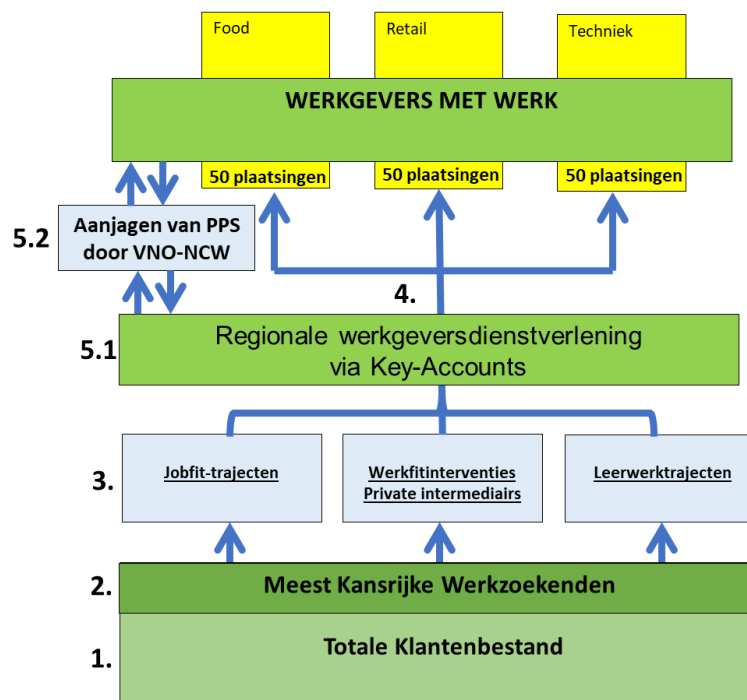 Food
Retail
Techniek
WERKGEVERS MET WERK
50 plaatsingen
50 plaatsingen
50 plaatsingen
5.2
Aanjagen van PPS
door VNO-NCW
4.
5.1
Regionale werkgeversdienstverlening
via Key-Accounts
3.
Jobfit-trajecten
Werkfitinterventies
Private intermediairs
Leerwerktrajecten
2.
Meest Kansrijke Werkzoekenden
1.
Totale Klantenbestand